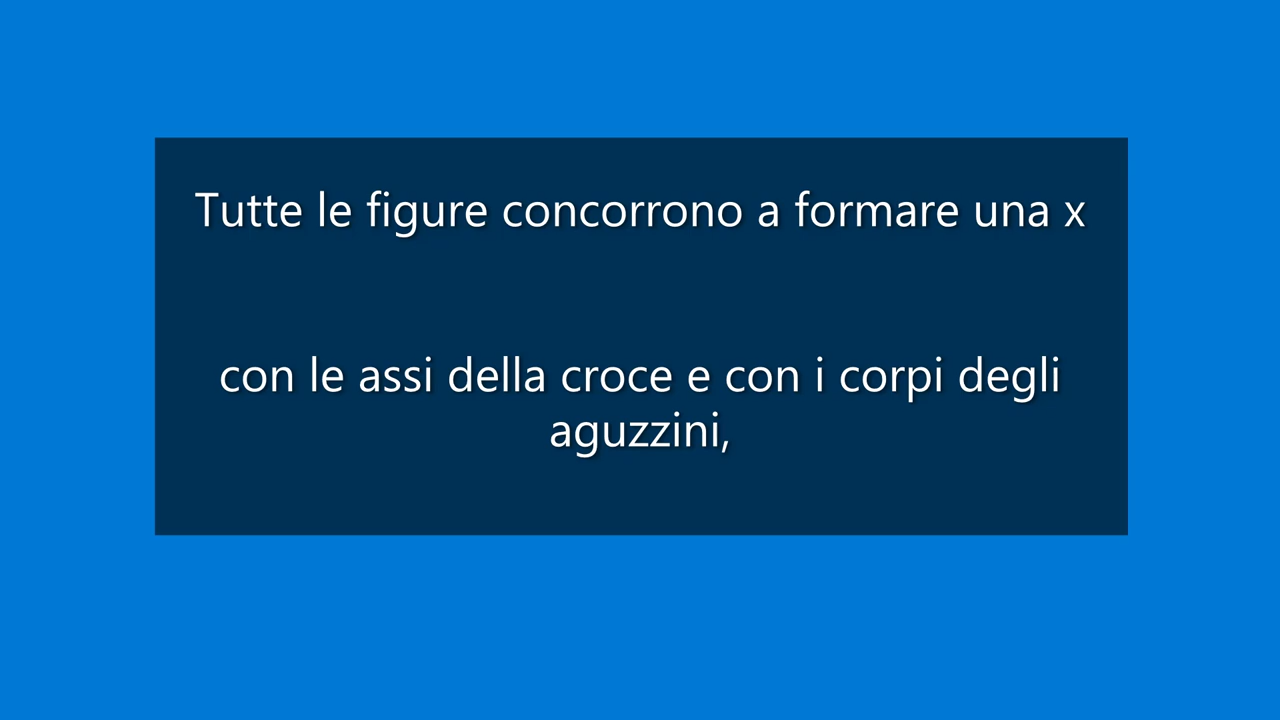 Tutte le figure concorrono a formare una x
con le assi della croce e con i corpi degli
aguzzini,